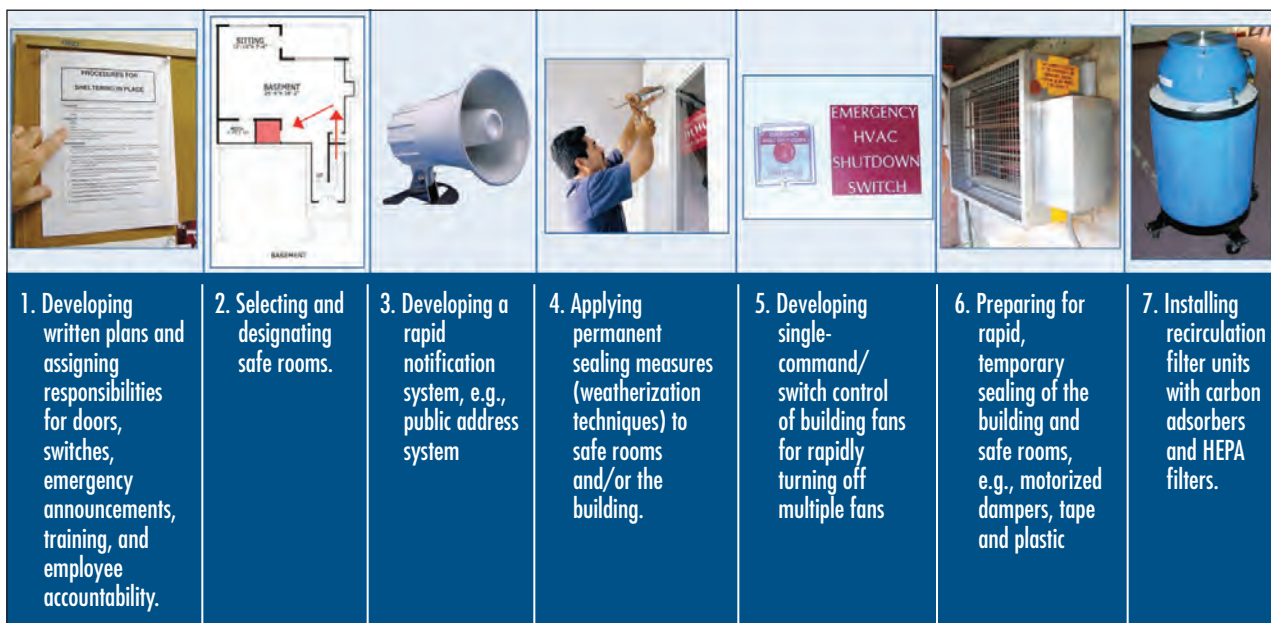 PROCEDURES FOR
SHELTERING IN PLACE
SITTING
BASEMENT
BASEMENT
EMERGENCY
HVAC
SHUTDOWN
SWITCH
1. Developing
written plans and
assigning
responsibilities
for doors,
switches,
emergency
announcements,
training, and
employee
accountability.
2. Selecting and
designating
safe rooms.
3. Developing a
rapid
notification
system, e.g.,
public address
system
4. Applying
permanent
sealing measures
(weatherization
techniques) to
safe rooms
and/or the
building.
5. Developing
single-
command/
switch control
of building fans
for rapidly
turning off
multiple fans
6. Preparing for
rapid,
temporary
sealing of the
building and
safe rooms,
e.g., motorized
dampers, tape
and plastic
7. Installing
recirculation
filter units
with carbon
adsorbers
and HEPA
filters.